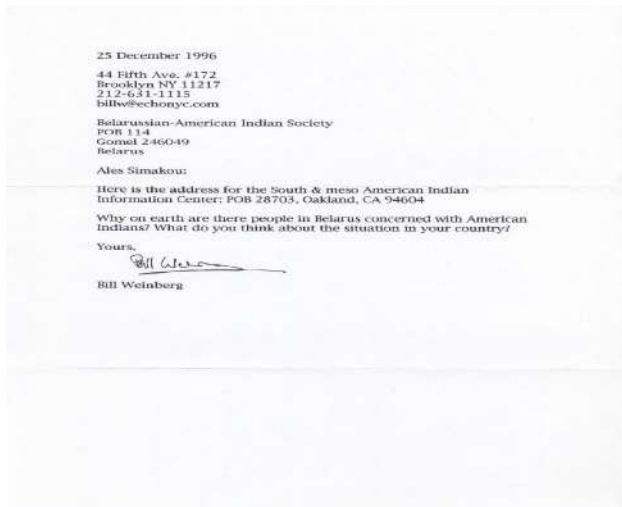 25 December 1996
44 Fifth Ave. #172
Brooklyn NY 11217
212-631-1115
billw@echonyc.com
Belarussian-American Indian Society
POB 114
Gomel 246049
Belarus
Ales Simakou:
Here is the address for the South & meso American Indian
Information Center: POB 28703, Oakland, CA 94604
Why on earth are there people in Belarus concerned with American
Indians? What do you think about the situation in your country?
Yours,
Bill Weinberg